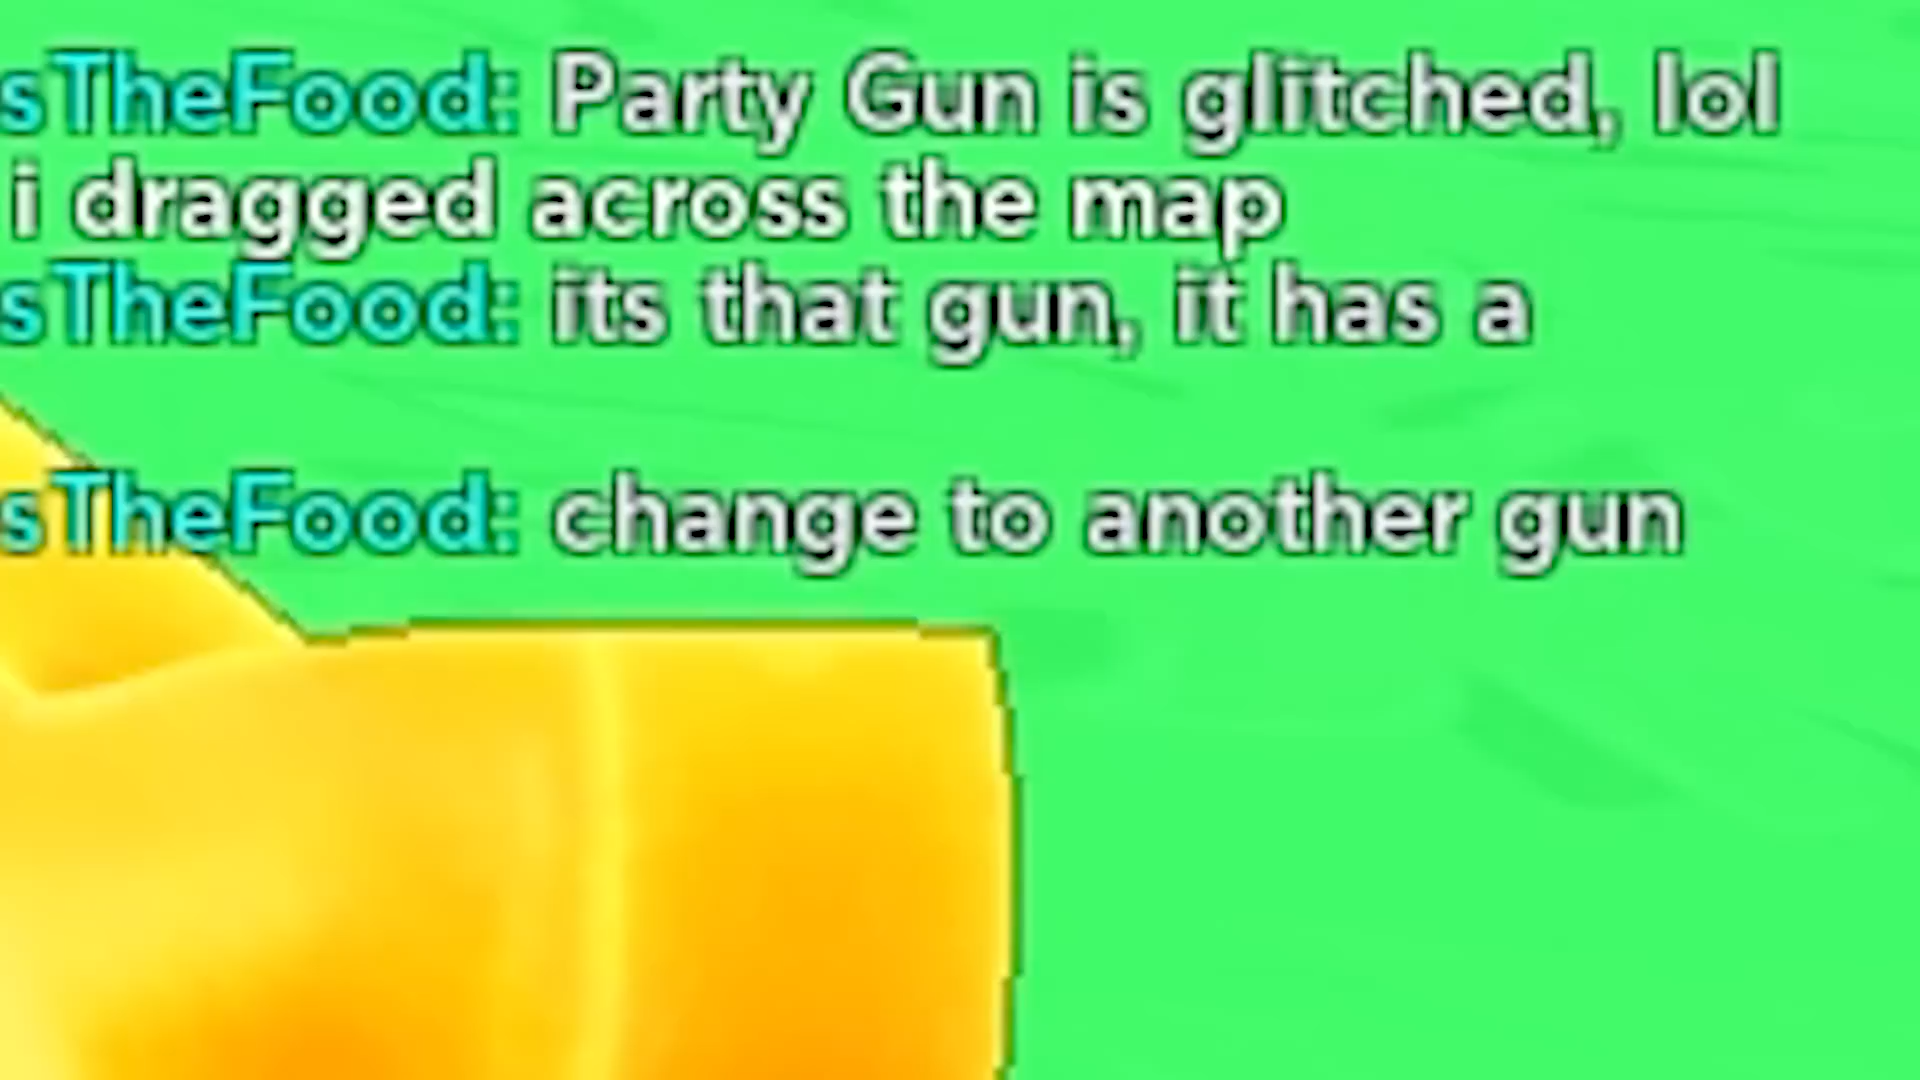 sTheFood: Party Gun is glitched, lol
i dragged across the map
sTheFood: its that gun, it has a
sTheFood: change to another gun